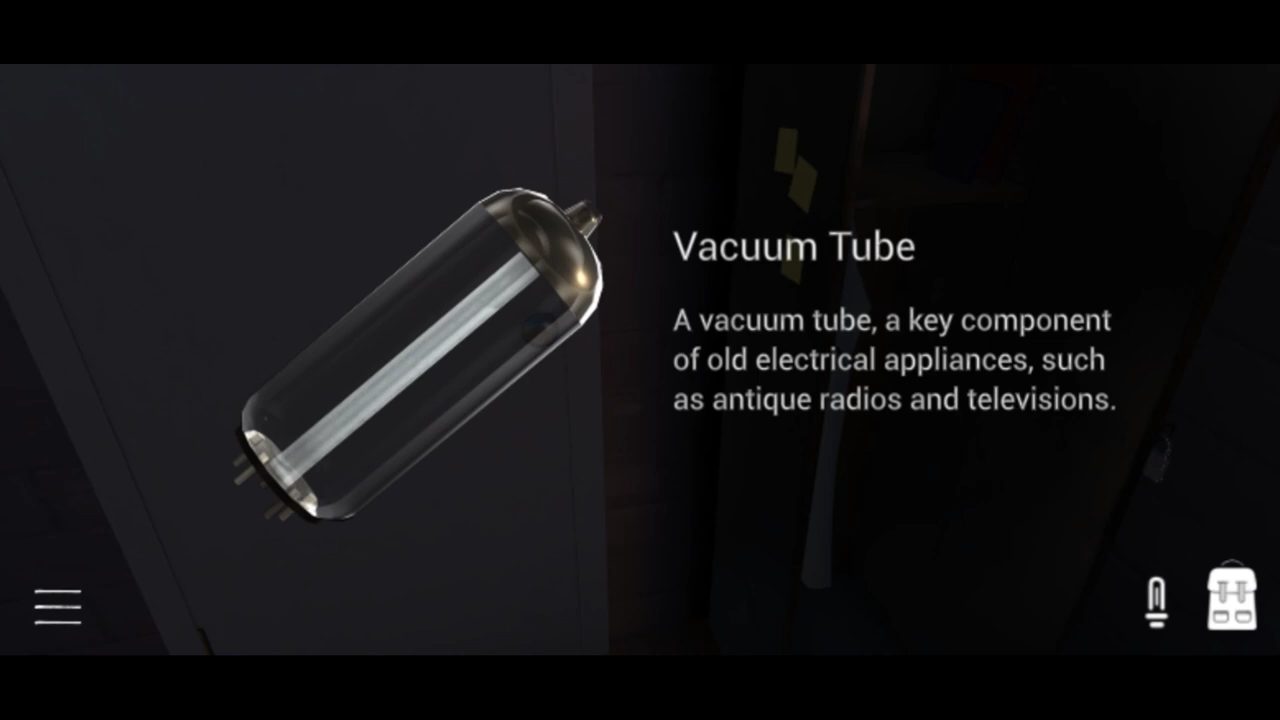 Vacuum Tube
A vacuum tube, a key component
of old electrical appliances, such
as antique radios and televisions.